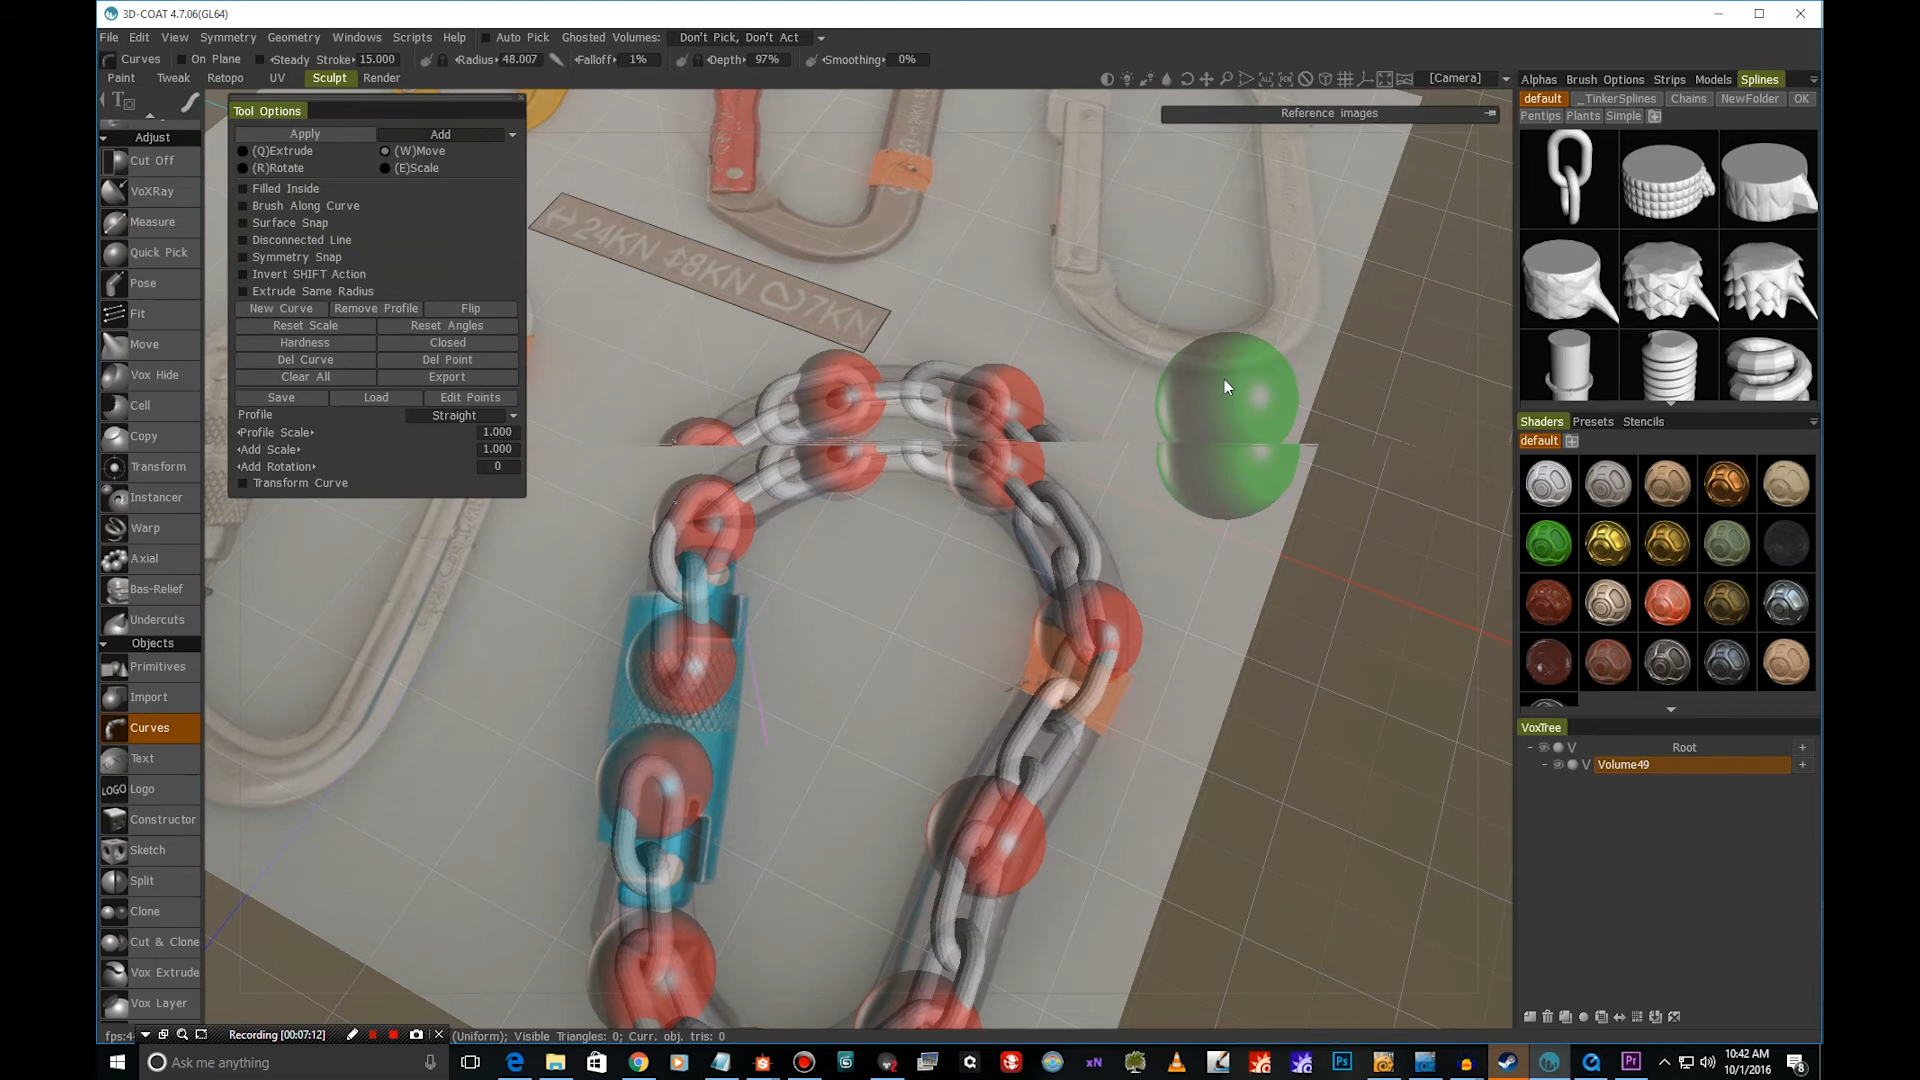 3D-COAT 4.7.06(GL64)
File Edit View Symmetry Geometry Windows Scripts Help Auto Pick Ghosted Volumes: Don't Pick, Don't Act
Curves On Plane Steady Stroke 15.000 Radius 48.007 Falloff 1% Depth 97% Smoothing 0%
Paint Tweak Retopo UV Sculpt Render
[Camera]
Tool Options
Apply Add
(Q)Extrude (W)Move
(R)Rotate (E)Scale
Filled Inside
Brush Along Curve
Surface Snap
Disconnected Line
Symmetry Snap
Invert SHIFT Action
Extrude Same Radius
New Curve Remove Profile Flip
Reset Scale Reset Angles
Hardness Closed
Del Curve Del Point
Clear All Export
Save Load Edit Points
Profile Straight
Profile Scale 1.000
Add Scale 1.000
Add Rotation 0
Transform Curve
Adjust
Cut Off
VoXRay
Measure
Quick Pick
Pose
Fit
Move
Vox Hide
Cell
Copy
Transform
Instancer
Warp
Axial
Bas-Relief
Undercuts
Objects
Primitives
Import
Curves
Text
LOGO Logo
Constructor
Sketch
Split
Clone
Cut & Clone
Vox Extrude
Vox Layer
24KN 8KN 7KN
Reference images
Alphas Brush Options Strips Models Splines
default _TinkerSplines Chains NewFolder OK
Pentips Plants Simple
Shaders Presets Stencils
default
VoxTree
V Root
V Volume49
fps:4
Recording [00:07:12]
(Uniform); Visible Triangles: 0; Curr. obj. tris: 0
Ask me anything
xN
Ps
Pr
10:42 AM
10/1/2016
8